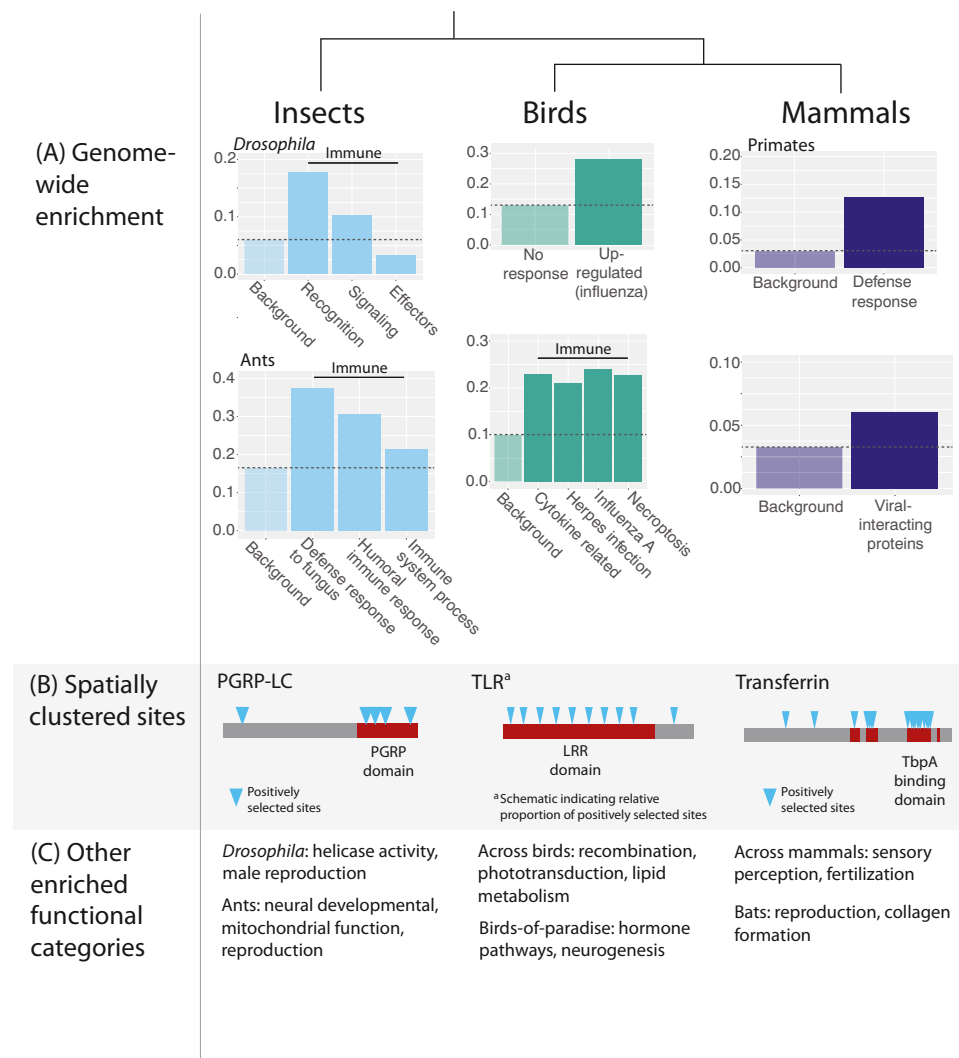 Insects
Birds
Mammals
(A) Genome-
wide
enrichment
Drosophila
Immune
0.2
0.1
0.0
Background
Recognition
Signaling
Effectors
0.3
0.2
0.1
0.0
No
response
Up-
regulated
(influenza)
Primates
0.20
0.15
0.10
0.05
0.00
Background
Defense
response
Ants
Immune
0.4
0.3
0.2
0.1
0.0
Background
Defense response
to fungus
Humoral
immune response
Immune
system process
Immune
0.3
0.2
0.1
0.0
Background
Cytokine related
Herpes infection
Influenza A
Necroptosis
0.10
0.05
0.00
Background
Viral-
interacting
proteins
(B) Spatially
clustered sites
PGRP-LC
PGRP
domain
Positively
selected sites
TLRa
LRR
domain
a Schematic indicating relative
proportion of positively selected sites
Transferrin
TbpA
binding
domain
Positively
selected sites
(C) Other
enriched
functional
categories
Drosophila: helicase activity,
male reproduction
Ants: neural developmental,
mitochondrial function,
reproduction
Across birds: recombination,
phototransduction, lipid
metabolism
Birds-of-paradise: hormone
pathways, neurogenesis
Across mammals: sensory
perception, fertilization
Bats: reproduction, collagen
formation